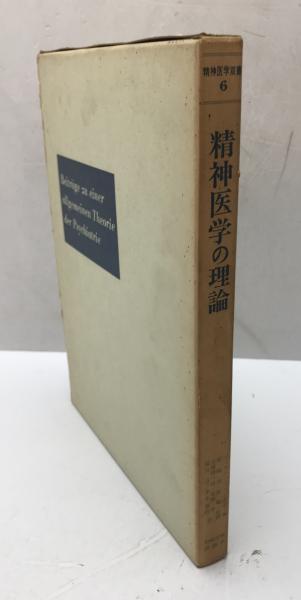 Beiträge zu einer
allgemeinen Theorie
der Psychiatrie
精神医学双書
6
精神医学の理論